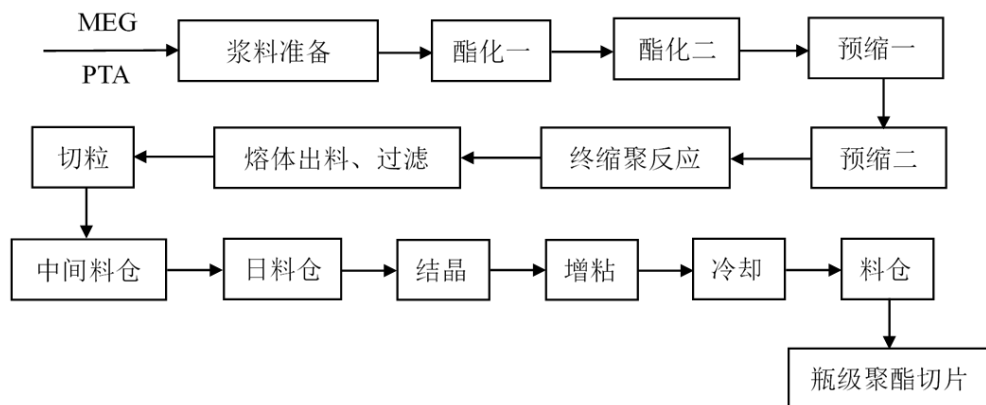 MEG
PTA
浆料准备
酯化一
酯化二
预缩一
预缩二
终缩聚反应
熔体出料、过滤
切粒
中间料仓
日料仓
结晶
增粘
冷却
料仓
瓶级聚酯切片